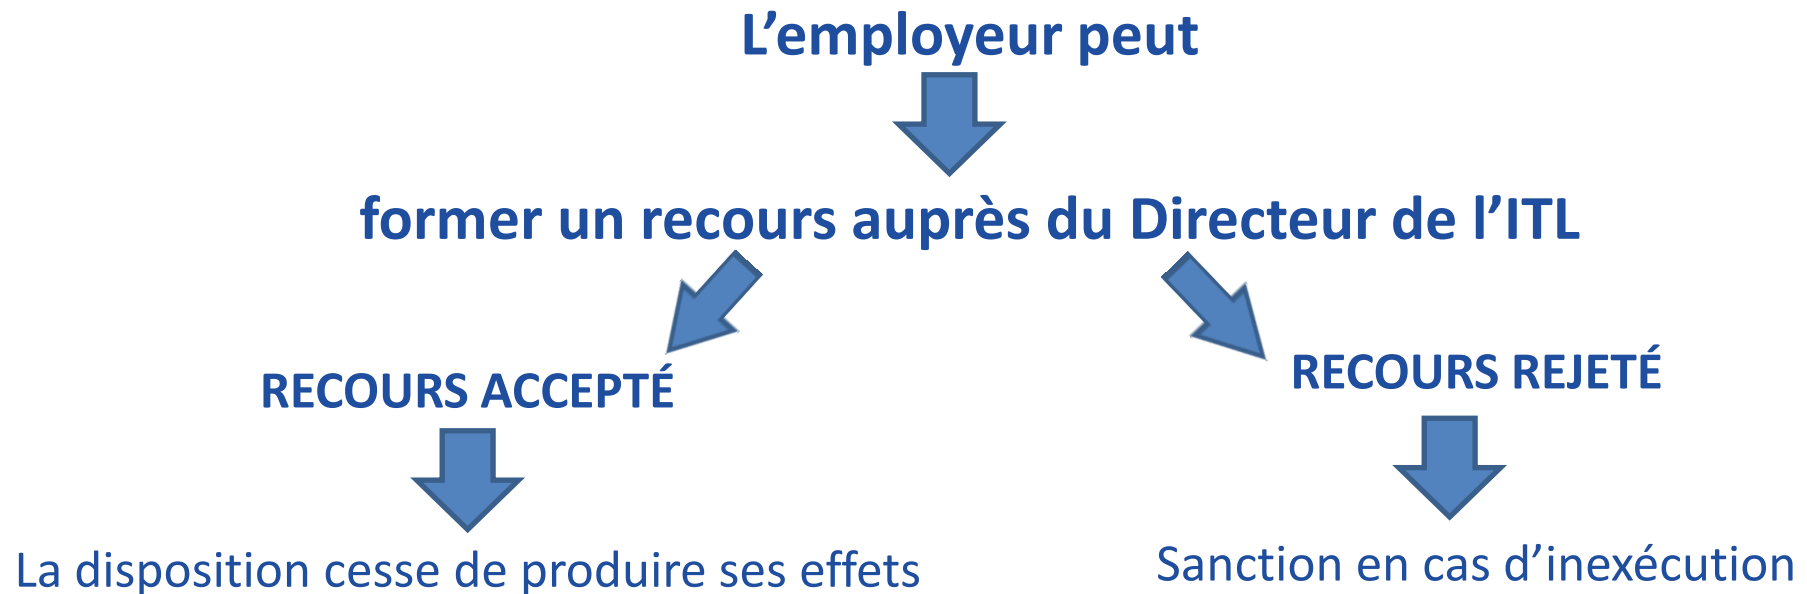 L’employeur peut
former un recours auprès du Directeur de l’ITL
RECOURS ACCEPTÉ
RECOURS REJETÉ
La disposition cesse de produire ses effets
Sanction en cas d’inexécution